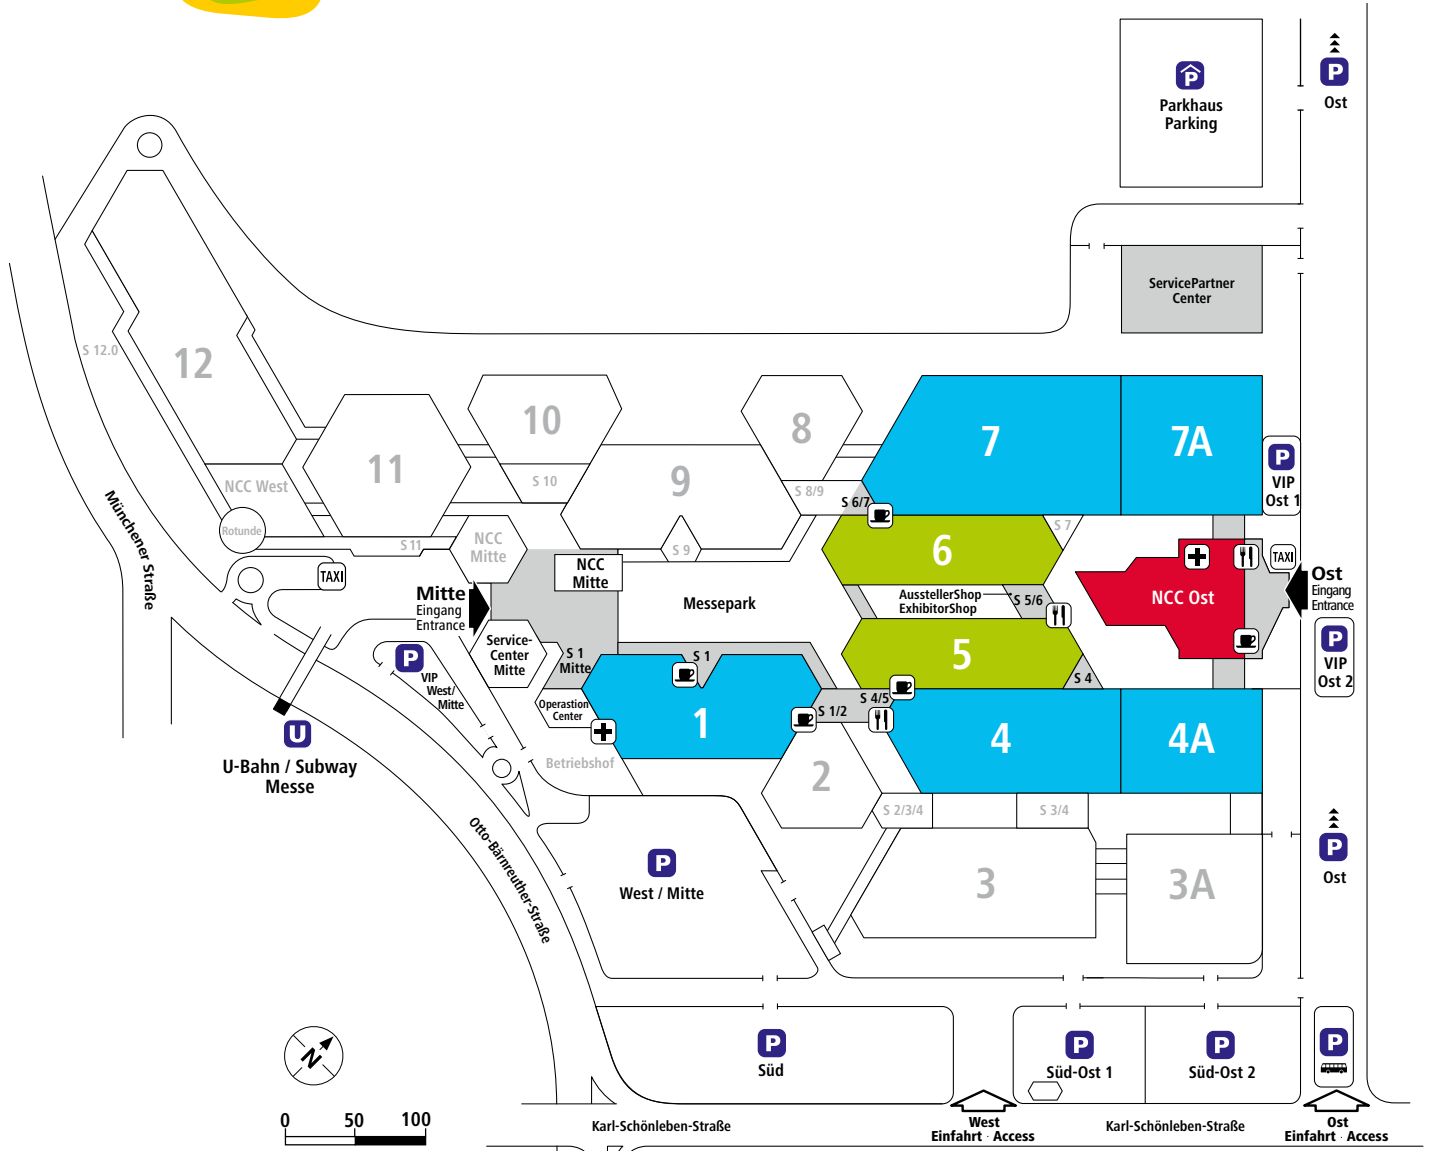 P
Ost
P
Parkhaus
Parking
ServicePartner
Center
S 12.0
12
10
8
7
7A
11
9
P
VIP
Ost 1
NCC West
S 10
S 8/9
S 6/7
Münchener Straße
Rotunde
S 11
NCC
Mitte
S 9
6
S 7
NCC
Mitte
TAXI
TAXI
Mitte
Eingang
Entrance
Messepark
AusstellerShop
ExhibitorShop
S 5/6
NCC Ost
Ost
Eingang
Entrance
Service-
Center
Mitte
S 1
Mitte
S 1
5
S 4
P
VIP
Ost 2
P
VIP
West/
Mitte
Operastion
Center
1
S 1/2
S 4/5
4
4A
U
U-Bahn / Subway
Messe
Betriebshof
2
S 2/3/4
S 3/4
Otto-Bärnreuther-Straße
P
West / Mitte
3
3A
P
Ost
N
P
Süd
P
Süd-Ost 1
P
Süd-Ost 2
P
0 50 100
Karl-Schönleben-Straße
West
Einfahrt · Access
Karl-Schönleben-Straße
Ost
Einfahrt · Access